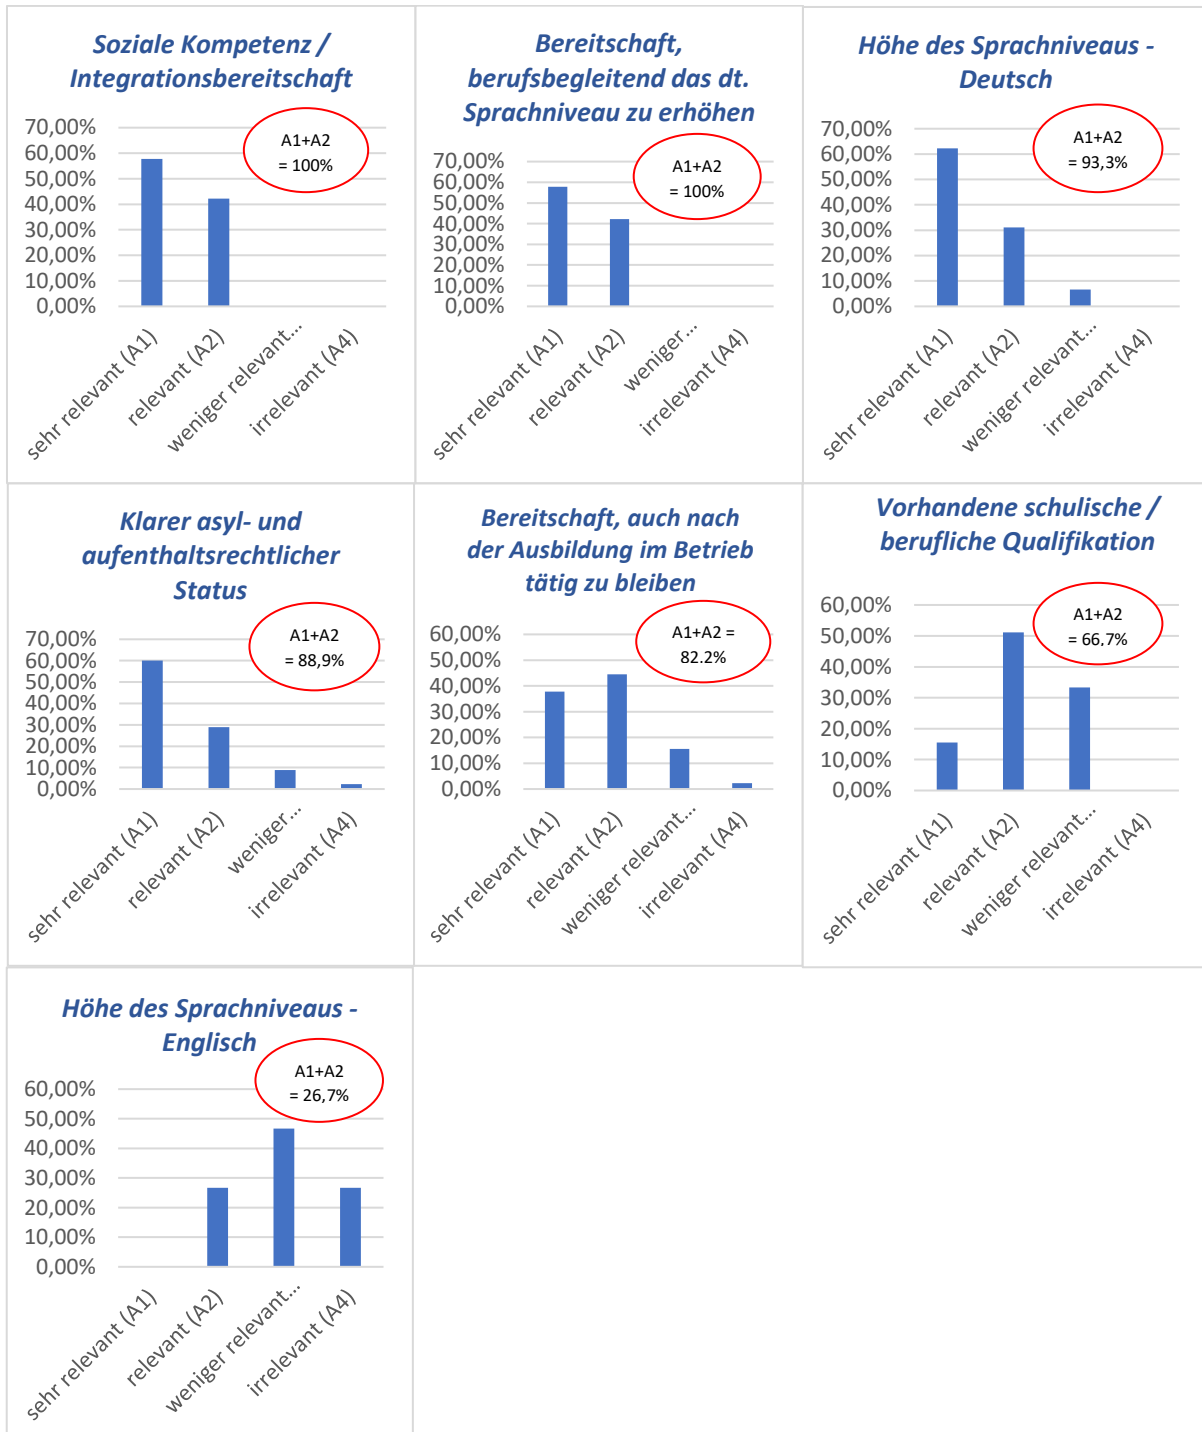 Soziale Kompetenz /
Integrationsbereitschaft
A1+A2
= 100%
70,00%
60,00%
50,00%
40,00%
30,00%
20,00%
10,00%
0,00%
sehr relevant (A1)
relevant (A2)
weniger relevant…
irrelevant (A4)
Bereitschaft,
berufsbegleitend das dt.
Sprachniveau zu erhöhen
A1+A2
= 100%
70,00%
60,00%
50,00%
40,00%
30,00%
20,00%
10,00%
0,00%
sehr relevant (A1)
relevant (A2)
weniger…
irrelevant (A4)
Höhe des Sprachniveaus -
Deutsch
A1+A2
= 93,3%
70,00%
60,00%
50,00%
40,00%
30,00%
20,00%
10,00%
0,00%
sehr relevant (A1)
relevant (A2)
weniger relevant…
irrelevant (A4)
Klarer asyl- und
aufenthaltsrechtlicher
Status
A1+A2
= 88,9%
70,00%
60,00%
50,00%
40,00%
30,00%
20,00%
10,00%
0,00%
sehr relevant (A1)
relevant (A2)
weniger…
irrelevant (A4)
Bereitschaft, auch nach
der Ausbildung im Betrieb
tätig zu bleiben
A1+A2 =
82.2%
60,00%
50,00%
40,00%
30,00%
20,00%
10,00%
0,00%
sehr relevant (A1)
relevant (A2)
weniger relevant…
irrelevant (A4)
Vorhandene schulische /
berufliche Qualifikation
A1+A2
= 66,7%
60,00%
50,00%
40,00%
30,00%
20,00%
10,00%
0,00%
sehr relevant (A1)
relevant (A2)
weniger relevant…
irrelevant (A4)
Höhe des Sprachniveaus -
Englisch
A1+A2
= 26,7%
60,00%
50,00%
40,00%
30,00%
20,00%
10,00%
0,00%
sehr relevant (A1)
relevant (A2)
weniger relevant…
irrelevant (A4)